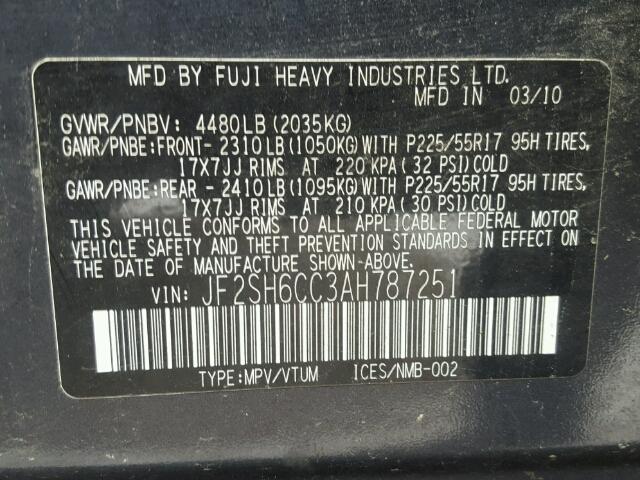 MFD BY FUJI HEAVY INDUSTRIES LTD.
MFD IN 03/10
GVWR/PNBV: 4480LB (2035KG)
GAWR/PNBE:FRONT- 2310LB(1050KG)WITH P225/55R17 95H TIRES,
17X7JJ RIMS AT 220KPA( 32 PSI)COLD
GAWR/PNBE:REAR - 2410LB(1095KG)WITH P225/55R17 95H TIRES,
17X7JJ RIMS AT 210KPA( 30 PSI)COLD
THIS VEHICLE CONFORMS TO ALL APPLICABLE FEDERAL MOTOR
VEHICLE SAFETY AND THEFT PREVENTION STANDARDS IN EFFECT ON
THE DATE OF MANUFACTURE SHOWN-ABOVE.
VIN: JF2SH6CC3AH787251
TYPE:MPV/VTUM ICES/NMB-002